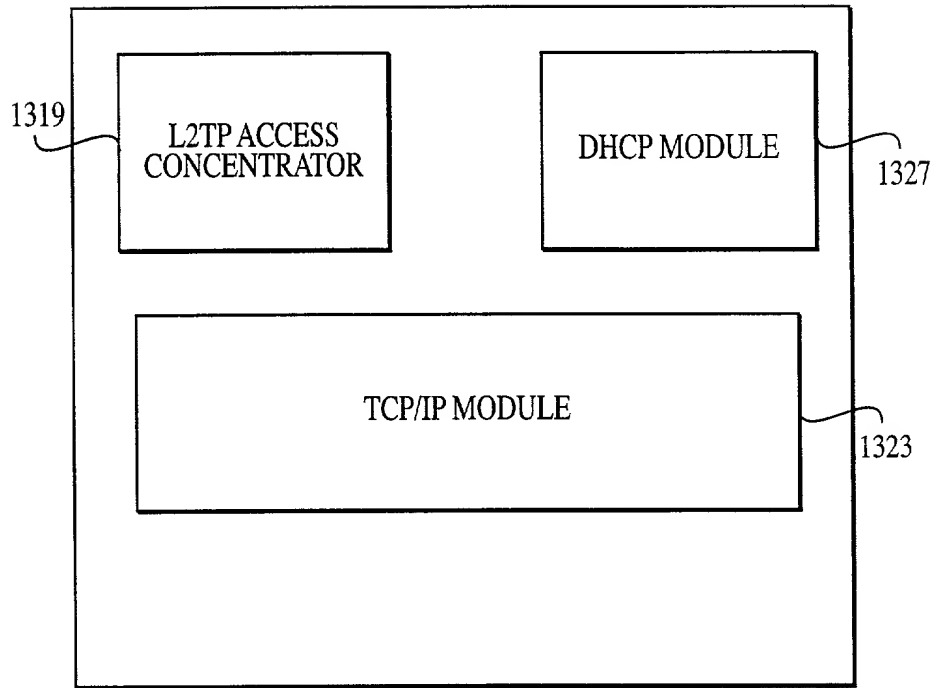 1319
L2TP ACCESS
CONCENTRATOR
DHCP MODULE
1327
TCP/IP MODULE
1323